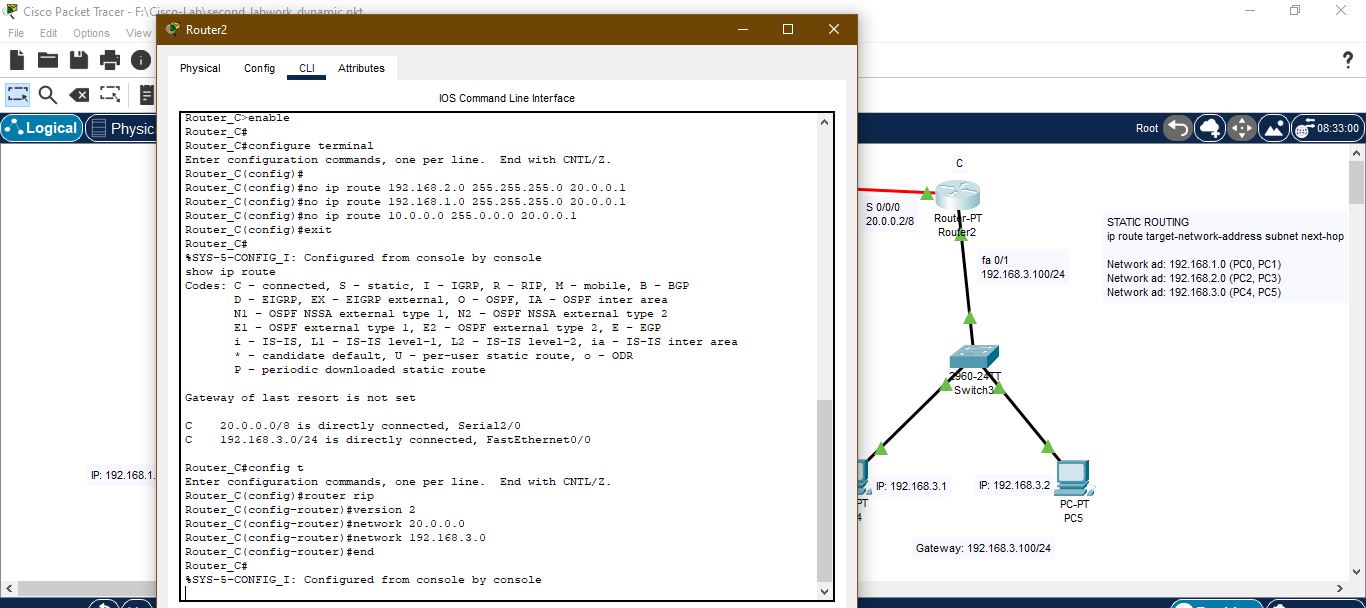 Cisco Packet Tracer - F:\Cisco-Lab\second_labwork_dynamic.pkt
File Edit Options View
Router2
Physical Config CLI Attributes
IOS Command Line Interface
Logical Physic
Root 08:33:00
Router_C>enable
Router_C#
Router_C#configure terminal
Enter configuration commands, one per line.  End with CNTL/Z.
Router_C(config)#
Router_C(config)#no ip route 192.168.2.0 255.255.255.0 20.0.0.1
Router_C(config)#no ip route 192.168.1.0 255.255.255.0 20.0.0.1
Router_C(config)#no ip route 10.0.0.0 255.0.0.0 20.0.0.1
Router_C(config)#exit
Router_C#
%SYS-5-CONFIG_I: Configured from console by console
show ip route
Codes: C - connected, S - static, I - IGRP, R - RIP, M - mobile, B - BGP
D - EIGRP, EX - EIGRP external, O - OSPF, IA - OSPF inter area
N1 - OSPF NSSA external type 1, N2 - OSPF NSSA external type 2
E1 - OSPF external type 1, E2 - OSPF external type 2, E - EGP
i - IS-IS, L1 - IS-IS level-1, L2 - IS-IS level-2, ia - IS-IS inter area
* - candidate default, U - per-user static route, o - ODR
P - periodic downloaded static route
Gateway of last resort is not set
C    20.0.0.0/8 is directly connected, Serial2/0
C    192.168.3.0/24 is directly connected, FastEthernet0/0
Router_C#config t
Enter configuration commands, one per line.  End with CNTL/Z.
Router_C(config)#router rip
Router_C(config-router)#version 2
Router_C(config-router)#network 20.0.0.0
Router_C(config-router)#network 192.168.3.0
Router_C(config-router)#end
Router_C#
%SYS-5-CONFIG_I: Configured from console by console
IP: 192.168.1.
C
S 0/0/0
20.0.0.2/8
Router-PT
Router2
fa 0/1
192.168.3.100/24
STATIC ROUTING
ip route target-network-address subnet next-hop
Network ad: 192.168.1.0 (PC0, PC1)
Network ad: 192.168.2.0 (PC2, PC3)
Network ad: 192.168.3.0 (PC4, PC5)
2960-24TT
Switch3
IP: 192.168.3.1
IP: 192.168.3.2
PT
4
PC-PT
PC5
Gateway: 192.168.3.100/24